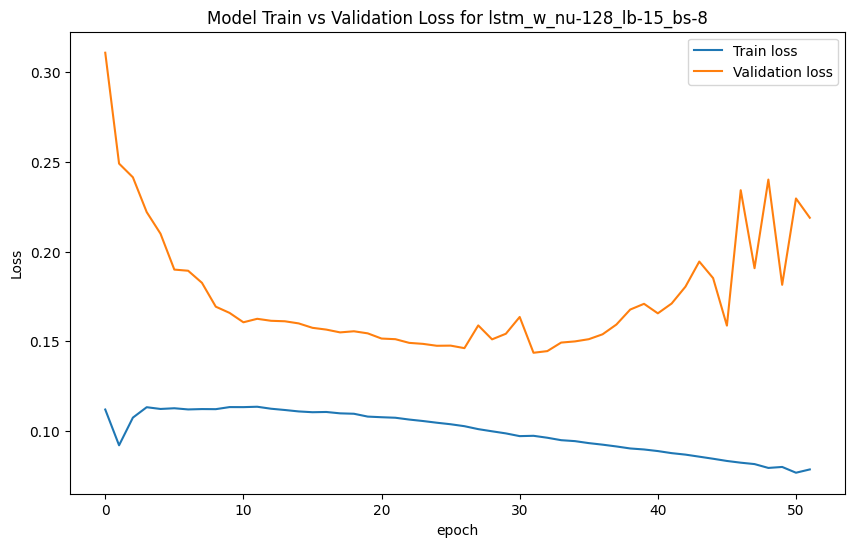 Model Train vs Validation Loss for lstm_w_nu-128_lb-15_bs-8
Train loss
Validation loss
0.30
0.25
0.20
0.15
0.10
Loss
0
10
20
30
40
50
epoch